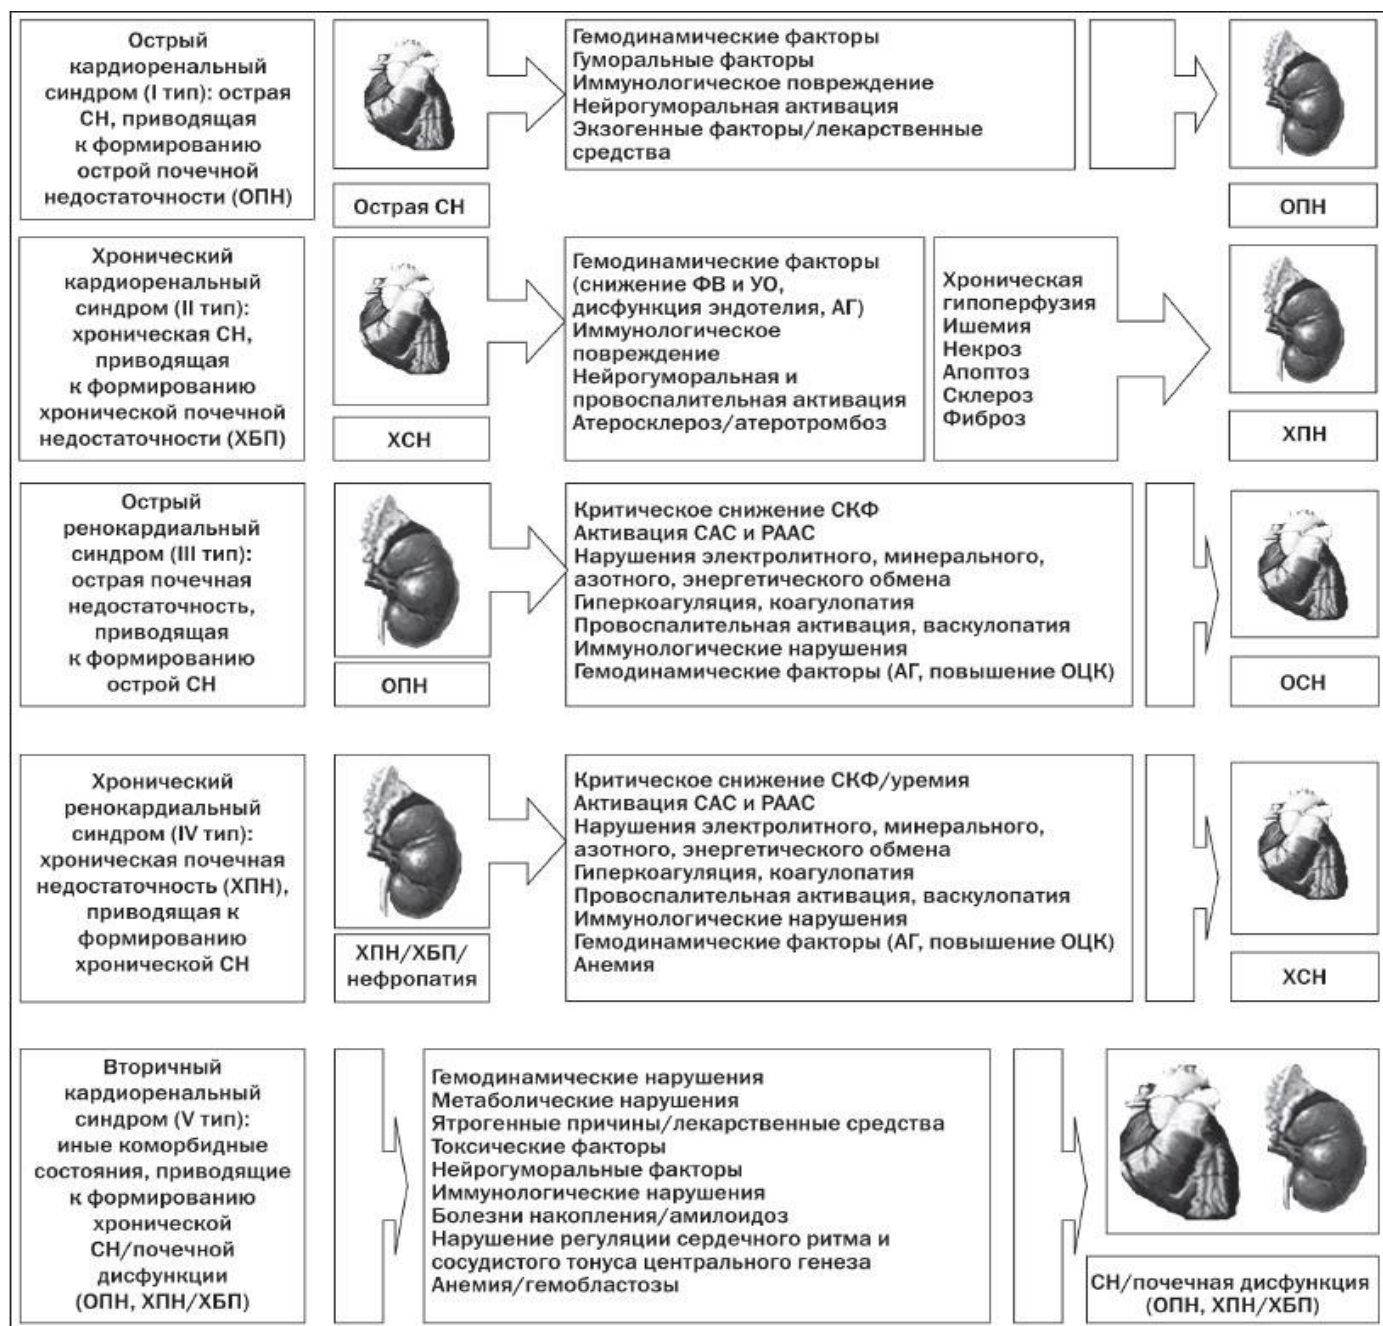 Острый
кардиоренальный
синдром (I тип): острая
СН, приводящая
к формированию
острой почечной
недостаточности (ОПН)
Острая СН
Гемодинамические факторы
Гуморальные факторы
Иммунологическое повреждение
Нейрогуморальная активация
Экзогенные факторы/лекарственные
средства
ОПН
Хронический
кардиоренальный
синдром (II тип):
хроническая СН,
приводящая
к формированию
хронической почечной
недостаточности (ХБП)
ХСН
Гемодинамические факторы
(снижение ФВ и УО,
дисфункция эндотелия, АГ)
Иммунологическое
повреждение
Нейрогуморальная и
провоспалительная активация
Атеросклероз/атеротромбоз
Хроническая
гипоперфузия
Ишемия
Некроз
Апоптоз
Склероз
Фиброз
ХПН
Острый
ренокардиальный
синдром (III тип):
острая почечная
недостаточность,
приводящая
к формированию
острой СН
ОПН
Критическое снижение СКФ
Активация САС и РААС
Нарушения электролитного, минерального,
азотного, энергетического обмена
Гиперкоагуляция, коагулопатия
Провоспалительная активация, васкулопатия
Иммунологические нарушения
Гемодинамические факторы (АГ, повышение ОЦК)
ОСН
Хронический
ренокардиальный
синдром (IV тип):
хроническая почечная
недостаточность (ХПН),
приводящая к
формированию
хронической СН
ХПН/ХБП/
нефропатия
Критическое снижение СКФ/уремия
Активация САС и РААС
Нарушения электролитного, минерального,
азотного, энергетического обмена
Гиперкоагуляция, коагулопатия
Провоспалительная активация, васкулопатия
Иммунологические нарушения
Гемодинамические факторы (АГ, повышение ОЦК)
Анемия
ХСН
Вторичный
кардиоренальный
синдром (V тип):
иные коморбидные
состояния, приводящие
к формированию
хронической
СН/почечной
дисфункции
(ОПН, ХПН/ХБП)
Гемодинамические нарушения
Метаболические нарушения
Ятрогенные причины/лекарственные средства
Токсические факторы
Нейрогуморальные факторы
Иммунологические нарушения
Болезни накопления/амилоидоз
Нарушение регуляции сердечного ритма и
сосудистого тонуса центрального генеза
Анемия/гемобластозы
СН/почечная дисфункция
(ОПН, ХПН/ХБП)